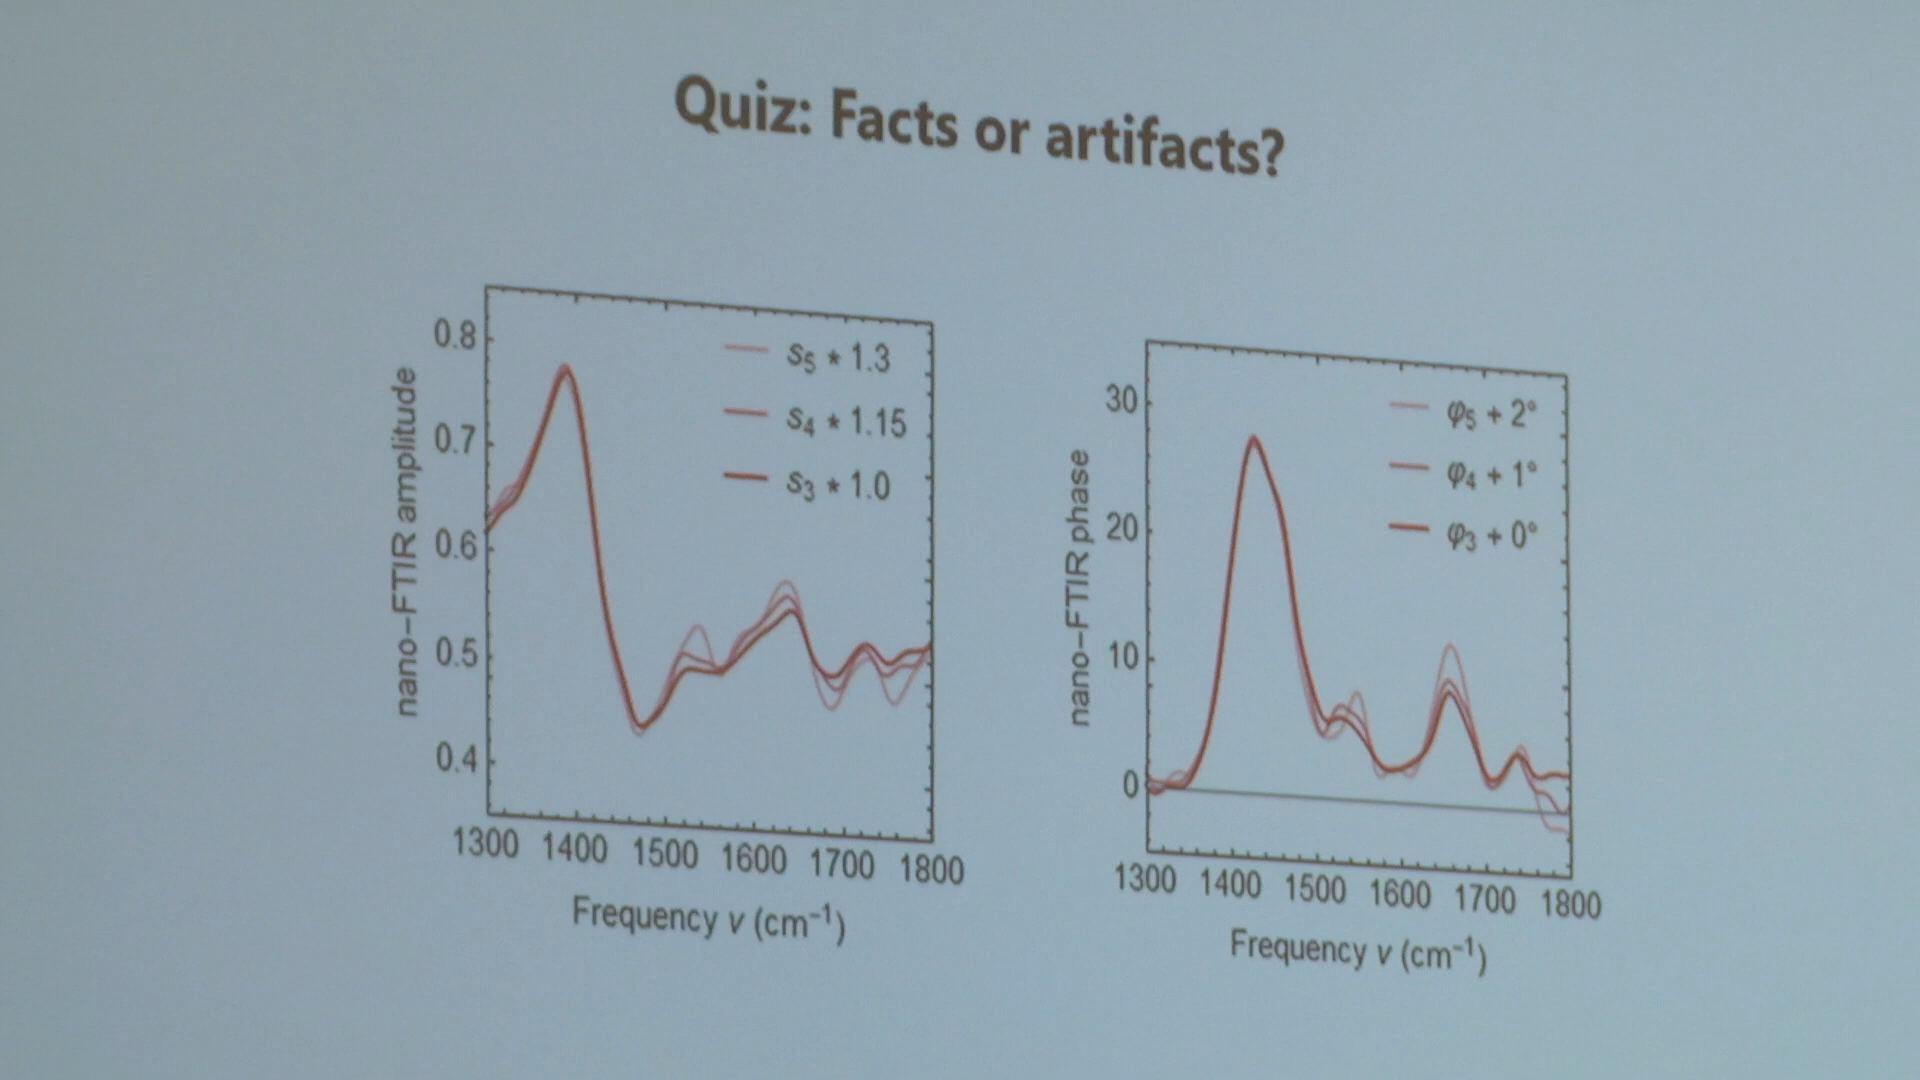 Quiz: Facts or artifacts?
nano−FTIR amplitude
0.8
0.7
0.6
0.5
0.4
s₅ * 1.3
s₄ * 1.15
s₃ * 1.0
1300 1400 1500 1600 1700 1800
Frequency v (cm⁻¹)
nano−FTIR phase
30
20
10
0
φ₅ + 2°
φ₄ + 1°
φ₃ + 0°
1300 1400 1500 1600 1700 1800
Frequency v (cm⁻¹)